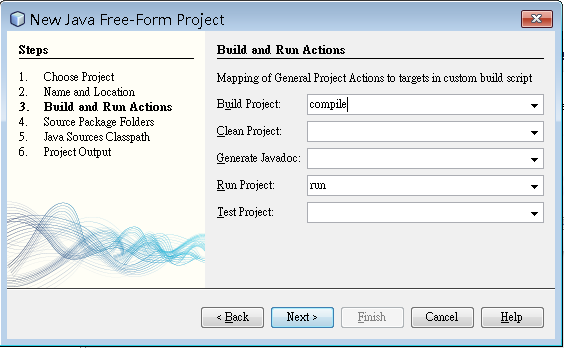 New Java Free-Form Project
Steps
1. Choose Project
2. Name and Location
3. Build and Run Actions
4. Source Package Folders
5. Java Sources Classpath
6. Project Output
Build and Run Actions
Mapping of General Project Actions to targets in custom build script
Build Project: compile
Clean Project:
Generate Javadoc:
Run Project: run
Test Project:
< Back Next > Finish Cancel Help